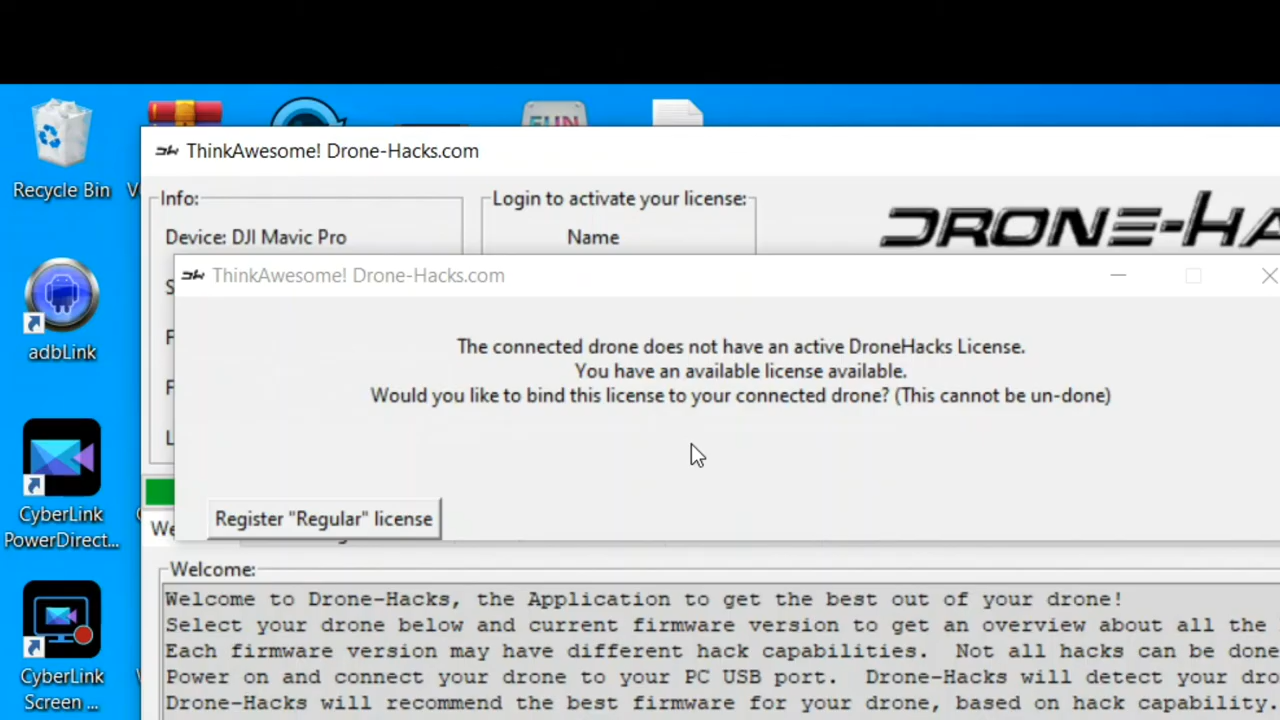 FUN
Recycle Bin
ThinkAwesome! Drone-Hacks.com
Info:
Login to activate your license:
Device: DJI Mavic Pro
Name
DRONE-HA
ThinkAwesome! Drone-Hacks.com
The connected drone does not have an active DroneHacks License.
You have an available license available.
Would you like to bind this license to your connected drone? (This cannot be un-done)
Register "Regular" license
adbLink
CyberLink
PowerDirect...
We
Welcome:
Welcome to Drone-Hacks, the Application to get the best out of your drone!
Select your drone below and current firmware version to get an overview about all the
Each firmware version may have different hack capabilities. Not all hacks can be done
Power on and connect your drone to your PC USB port. Drone-Hacks will detect your dro
Drone-Hacks will recommend the best firmware for your drone, based on hack capability.
CyberLink
Screen ...